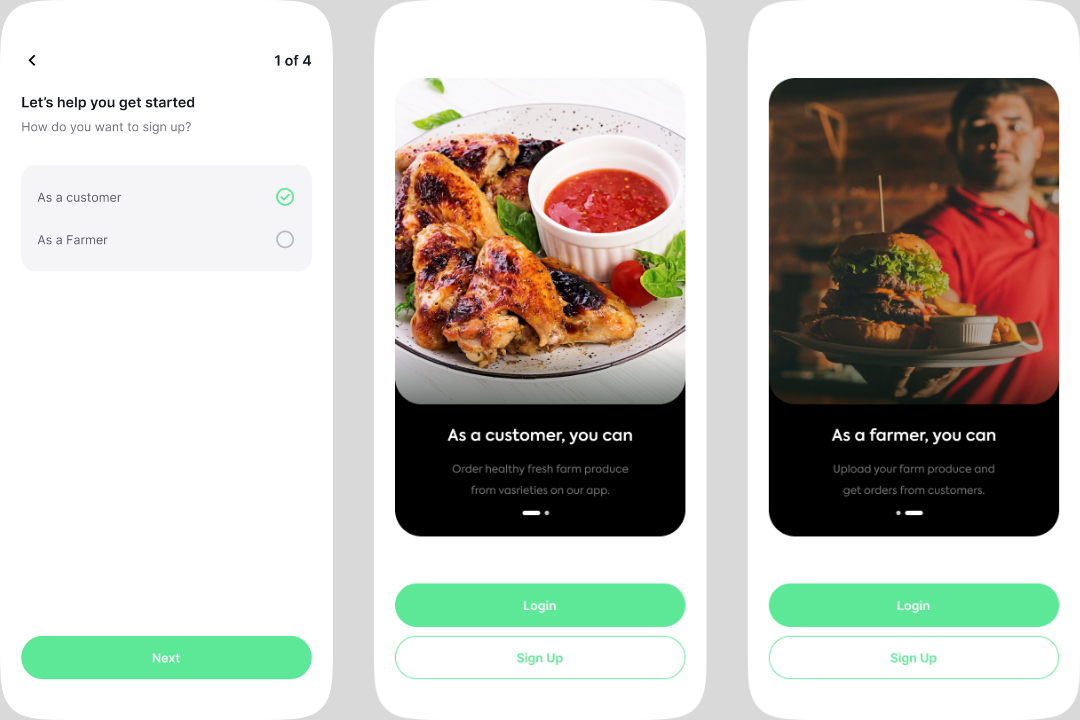 1 of 4
Let's help you get started
How do you want to sign up?
As a customer
As a Farmer
Next
As a customer, you can
Order healthy fresh farm produce
from vasrieties on our app.
Login
Sign Up
As a farmer, you can
Upload your farm produce and
get orders from customers.
Login
Sign Up